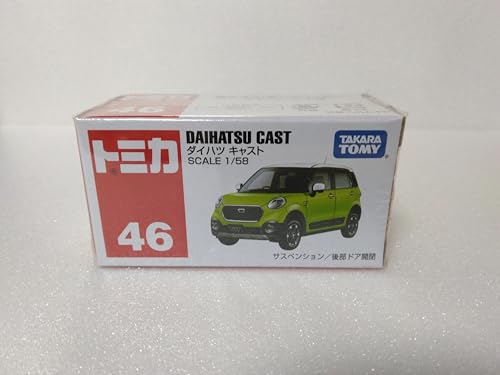 46
トミカ
46
DAIHATSU CAST
ダイハツ キャスト
SCALE 1/58
TAKARA
TOMY
サスペンション／後部ドア開閉